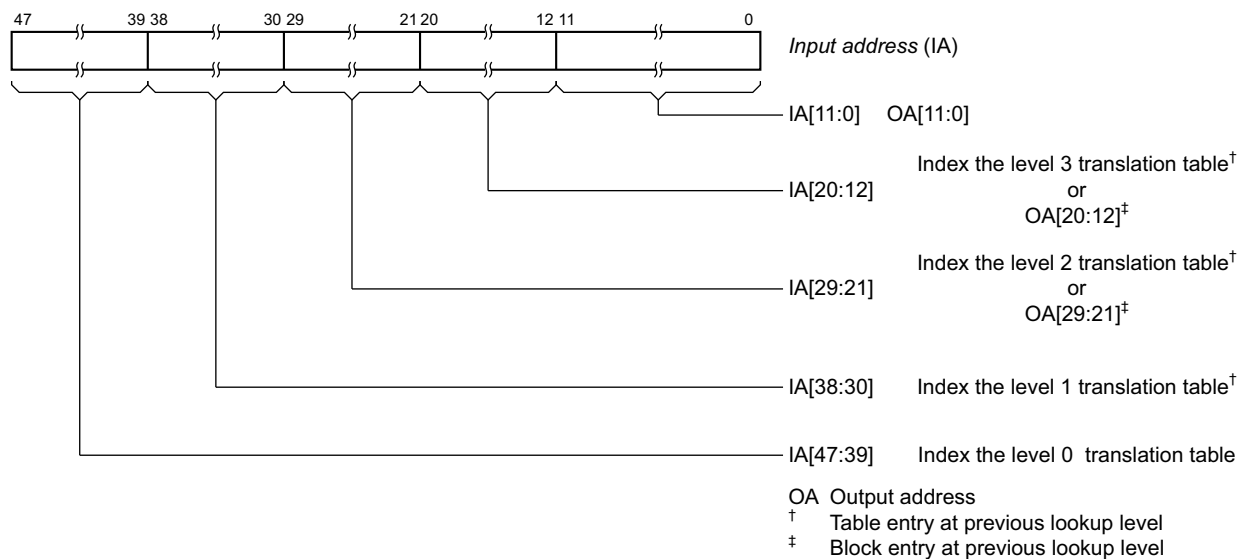 47 39 38 30 29 21 20 12 11 0
Input address (IA)
IA[11:0] OA[11:0]
IA[20:12] Index the level 3 translation table†
or
OA[20:12]‡
IA[29:21] Index the level 2 translation table†
or
OA[29:21]‡
IA[38:30] Index the level 1 translation table†
IA[47:39] Index the level 0 translation table
OA Output address
† Table entry at previous lookup level
‡ Block entry at previous lookup level